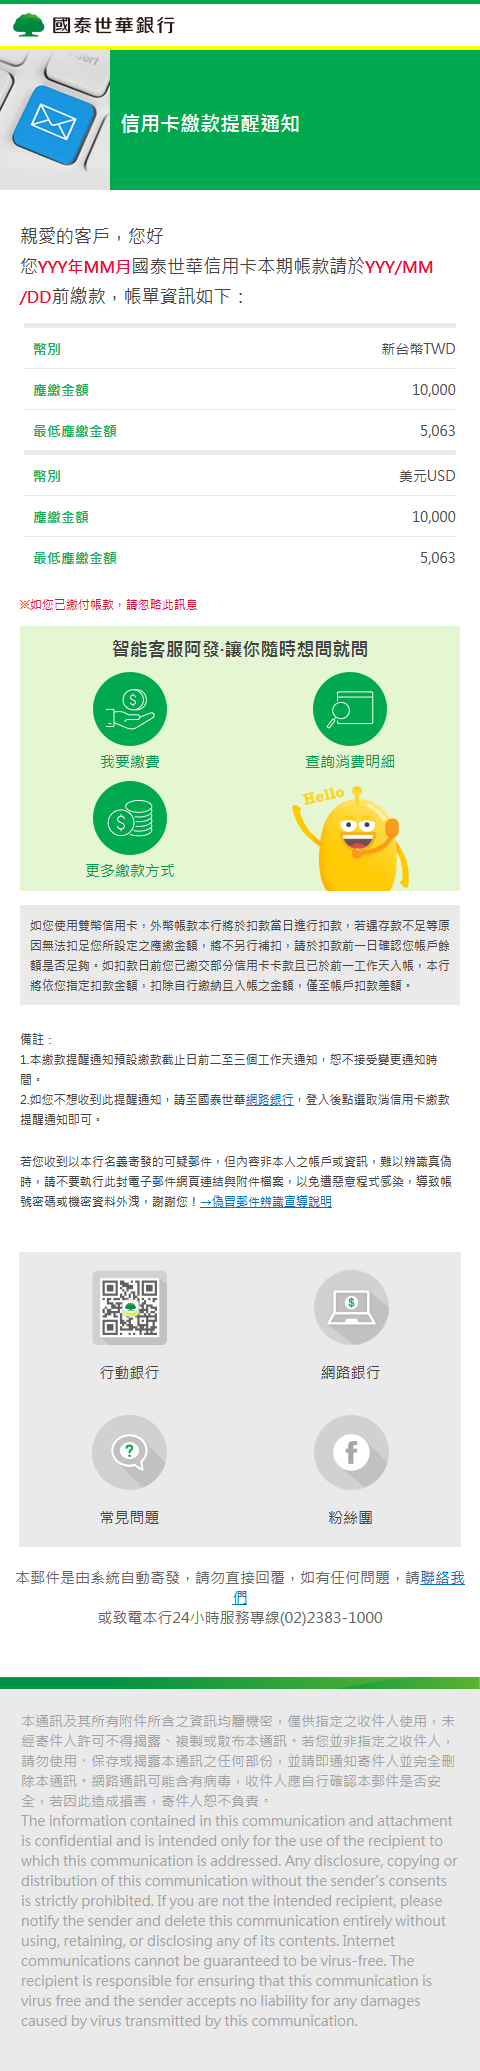 國泰世華銀行
信用卡繳款提醒通知
親愛的客戶，您好
您YYY年MM月國泰世華信用卡本期帳款請於YYY/MM
/DD前繳款，帳單資訊如下：
幣別 新台幣TWD
應繳金額 10,000
最低應繳金額 5,063
幣別 美元USD
應繳金額 10,000
最低應繳金額 5,063
※如您已繳付帳款，請忽略此訊息
智能客服阿發‧讓你隨時想問就問
我要繳費 查詢消費明細
Hello
更多繳款方式
如您使用雙幣信用卡，外幣帳款本行將於扣款當日進行扣款，若遇存款不足等原
因無法扣足您所設定之應繳金額，將不另行補扣，請於扣款前一日確認您帳戶餘
額是否足夠。如扣款日前您已繳交部分信用卡卡款且已於前一工作天入帳，本行
將依您指定扣款金額，扣除自行繳納且入帳之金額，僅至帳戶扣款差額。
備註：
1.本繳款提醒通知預設繳款截止日前二至三個工作天通知，恕不接受變更通知時
間。
2.如您不想收到此提醒通知，請至國泰世華網路銀行，登入後點選取消信用卡繳款
提醒通知即可。
若您收到以本行名義寄發的可疑郵件，但內容非本人之帳戶或資訊，難以辨識真偽
時，請不要執行此封電子郵件網頁連結與附件檔案，以免遭惡意程式感染，導致帳
號密碼或機密資料外洩，謝謝您！→偽冒郵件辨識宣導說明
行動銀行 網路銀行
常見問題 粉絲團
本郵件是由系統自動寄發，請勿直接回覆，如有任何問題，請聯絡我
們
或致電本行24小時服務專線(02)2383-1000
本通訊及其所有附件所含之資訊均屬機密，僅供指定之收件人使用，未
經寄件人許可不得揭露、複製或散布本通訊。若您並非指定之收件人，
請勿使用、保存或揭露本通訊之任何部份，並請即通知寄件人並完全刪
除本通訊。網路通訊可能含有病毒，收件人應自行確認本郵件是否安
全，若因此造成損害，寄件人恕不負責。
The information contained in this communication and attachment
is confidential and is intended only for the use of the recipient to
which this communication is addressed. Any disclosure, copying or
distribution of this communication without the sender's consents
is strictly prohibited. If you are not the intended recipient, please
notify the sender and delete this communication entirely without
using, retaining, or disclosing any of its contents. Internet
communications cannot be guaranteed to be virus-free. The
recipient is responsible for ensuring that this communication is
virus free and the sender accepts no liability for any damages
caused by virus transmitted by this communication.